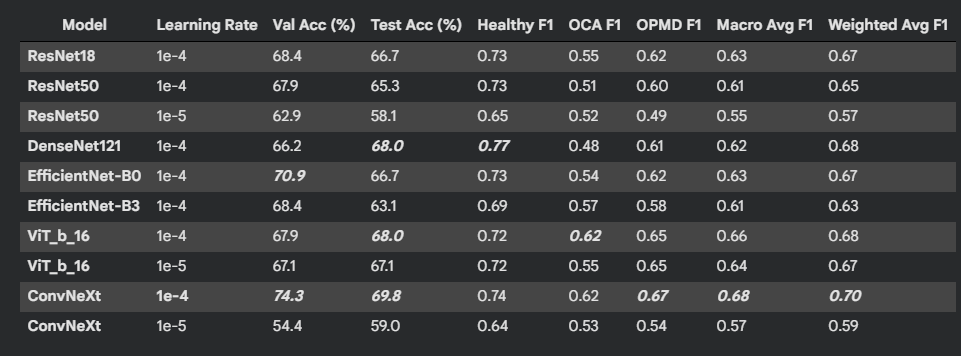 Model Learning Rate Val Acc (%) Test Acc (%) Healthy F1 OCA F1 OPMD F1 Macro Avg F1 Weighted Avg F1
ResNet18 1e-4 68.4 66.7 0.73 0.55 0.62 0.63 0.67
ResNet50 1e-4 67.9 65.3 0.73 0.51 0.60 0.61 0.65
ResNet50 1e-5 62.9 58.1 0.65 0.52 0.49 0.55 0.57
DenseNet121 1e-4 66.2 68.0 0.77 0.48 0.61 0.62 0.68
EfficientNet-B0 1e-4 70.9 66.7 0.73 0.54 0.62 0.63 0.67
EfficientNet-B3 1e-4 68.4 63.1 0.69 0.57 0.58 0.61 0.63
ViT_b_16 1e-4 67.9 68.0 0.72 0.62 0.65 0.66 0.68
ViT_b_16 1e-5 67.1 67.1 0.72 0.55 0.65 0.64 0.67
ConvNeXt 1e-4 74.3 69.8 0.74 0.62 0.67 0.68 0.70
ConvNeXt 1e-5 54.4 59.0 0.64 0.53 0.54 0.57 0.59